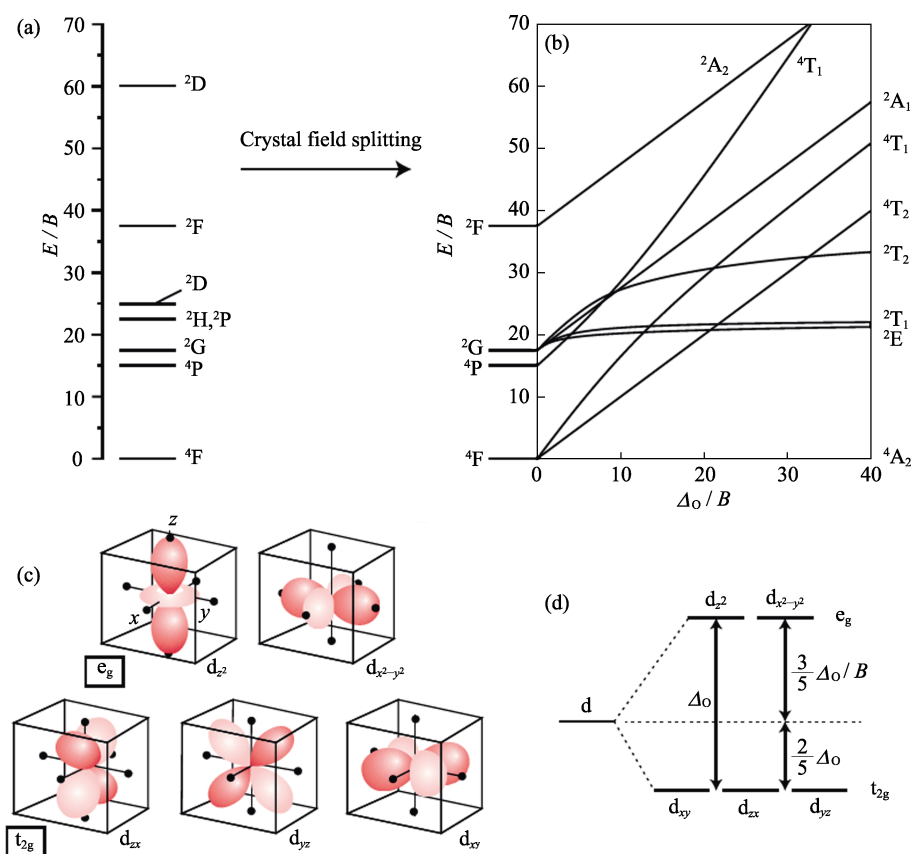 (a)
70
60
50
40
30
20
10
0
E / B
²D
²F
²D
²H,²P
²G
⁴P
⁴F
Crystal field splitting
(b)
70
60
50
40
30
20
10
0 10 20 30 40
E / B
Δ_O / B
²F
²G
⁴P
⁴F
²A₂
⁴T₁
²A₁
⁴T₁
⁴T₂
²T₂
²T₁
²E
⁴A₂
(c)
z
x
y
e_g
d_z²
d_x²−y²
t_2g
d_zx
d_yz
d_xy
(d)
d_z² d_x²−y² e_g
d
Δ_O
3/5 Δ_O / B
2/5 Δ_O
d_xy d_zx d_yz t_2g